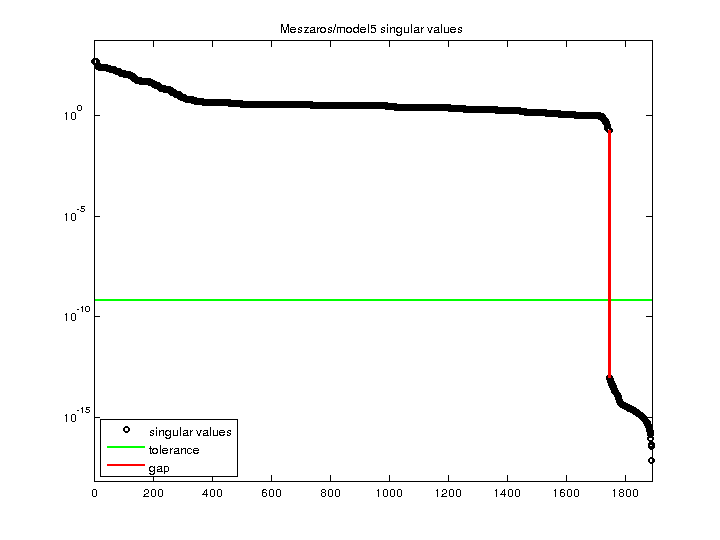 Meszaros/model5 singular values
10^0
10^-5
10^-10
10^-15
singular values
tolerance
gap
0 200 400 600 800 1000 1200 1400 1600 1800